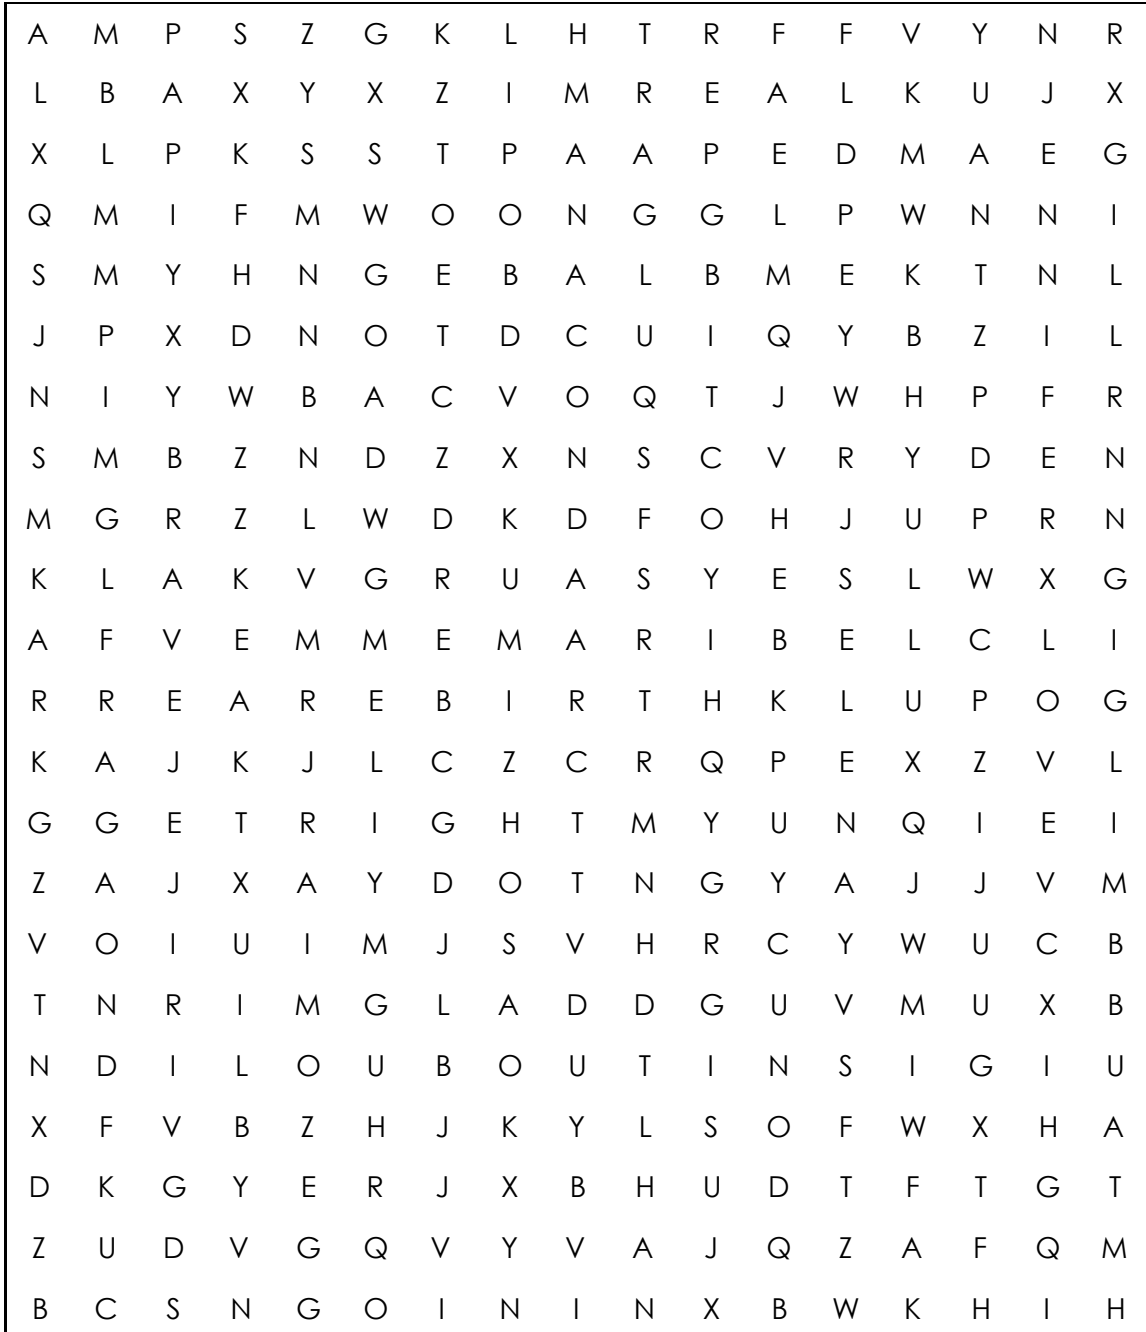 A M P S Z G K L H T R F F V Y N R
L B A X Y X Z I M R E A L K U J X
X L P K S S T P A A P E D M A E G
Q M I F M W O O N G G L P W N N I
S M Y H N G E B A L B M E K T N L
J P X D N O T D C U I Q Y B Z I L
N I Y W B A C V O Q T J W H P F R
S M B Z N D Z X N S C V R Y D E N
M G R Z L W D K D F O H J U P R N
K L A K V G R U A S Y E S L W X G
A F V E M M E M A R I B E L C L I
R R E A R E B I R T H K L U P O G
K A J K J L C Z C R Q P E X Z V L
G G E T R I G H T M Y U N Q I E I
Z A J X A Y D O T N G Y A J J V M
V O I U I M J S V H R C Y W U C B
T N R I M G L A D D G U V M U X B
N D I L O U B O U T I N S I G I U
X F V B Z H J K Y L S O F W X H A
D K G Y E R J X B H U D T F T G T
Z U D V G Q V Y V A J Q Z A F Q M
B C S N G O I N I N X B W K H I H